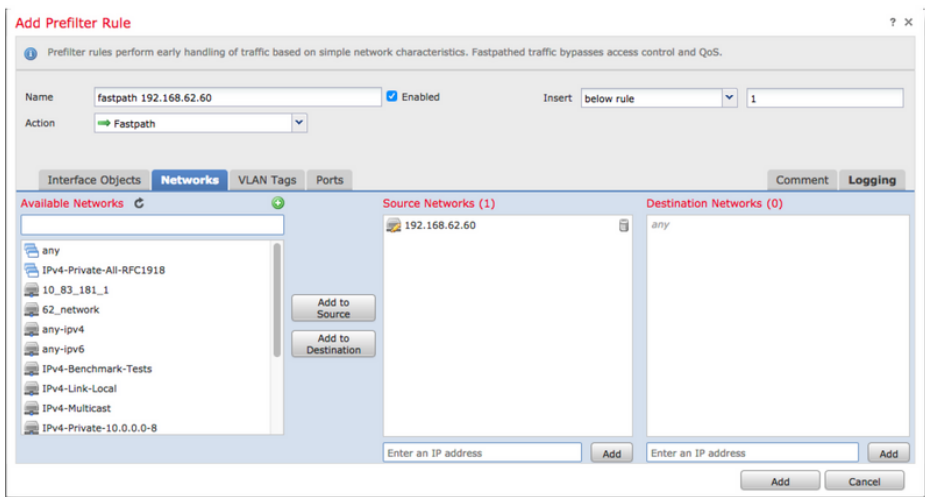 Add Prefilter Rule ? ×
Prefilter rules perform early handling of traffic based on simple network characteristics. Fastpathed traffic bypasses access control and QoS.
Name fastpath 192.168.62.60 Enabled Insert below rule 1
Action Fastpath
Interface Objects Networks VLAN Tags Ports Comment Logging
Available Networks
any
IPv4-Private-All-RFC1918
10_83_181_1
62_network
any-ipv4
any-ipv6
IPv4-Benchmark-Tests
IPv4-Link-Local
IPv4-Multicast
IPv4-Private-10.0.0.0-8
Add to
Source
Add to
Destination
Source Networks (1)
192.168.62.60
Enter an IP address Add
Destination Networks (0)
any
Enter an IP address Add
Add Cancel